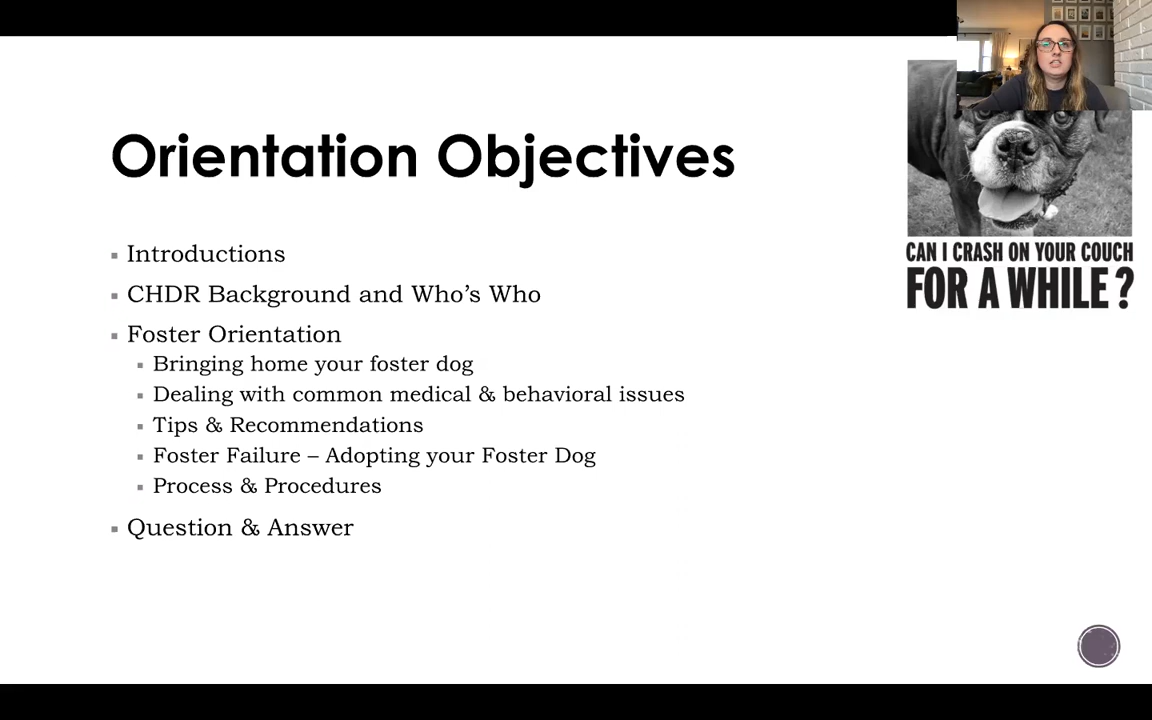 Orientation Objectives
Introductions
CHDR Background and Who's Who
Foster Orientation
Bringing home your foster dog
Dealing with common medical & behavioral issues
Tips & Recommendations
Foster Failure – Adopting your Foster Dog
Process & Procedures
Question & Answer
CAN I CRASH ON YOUR COUCH
FOR A WHILE?